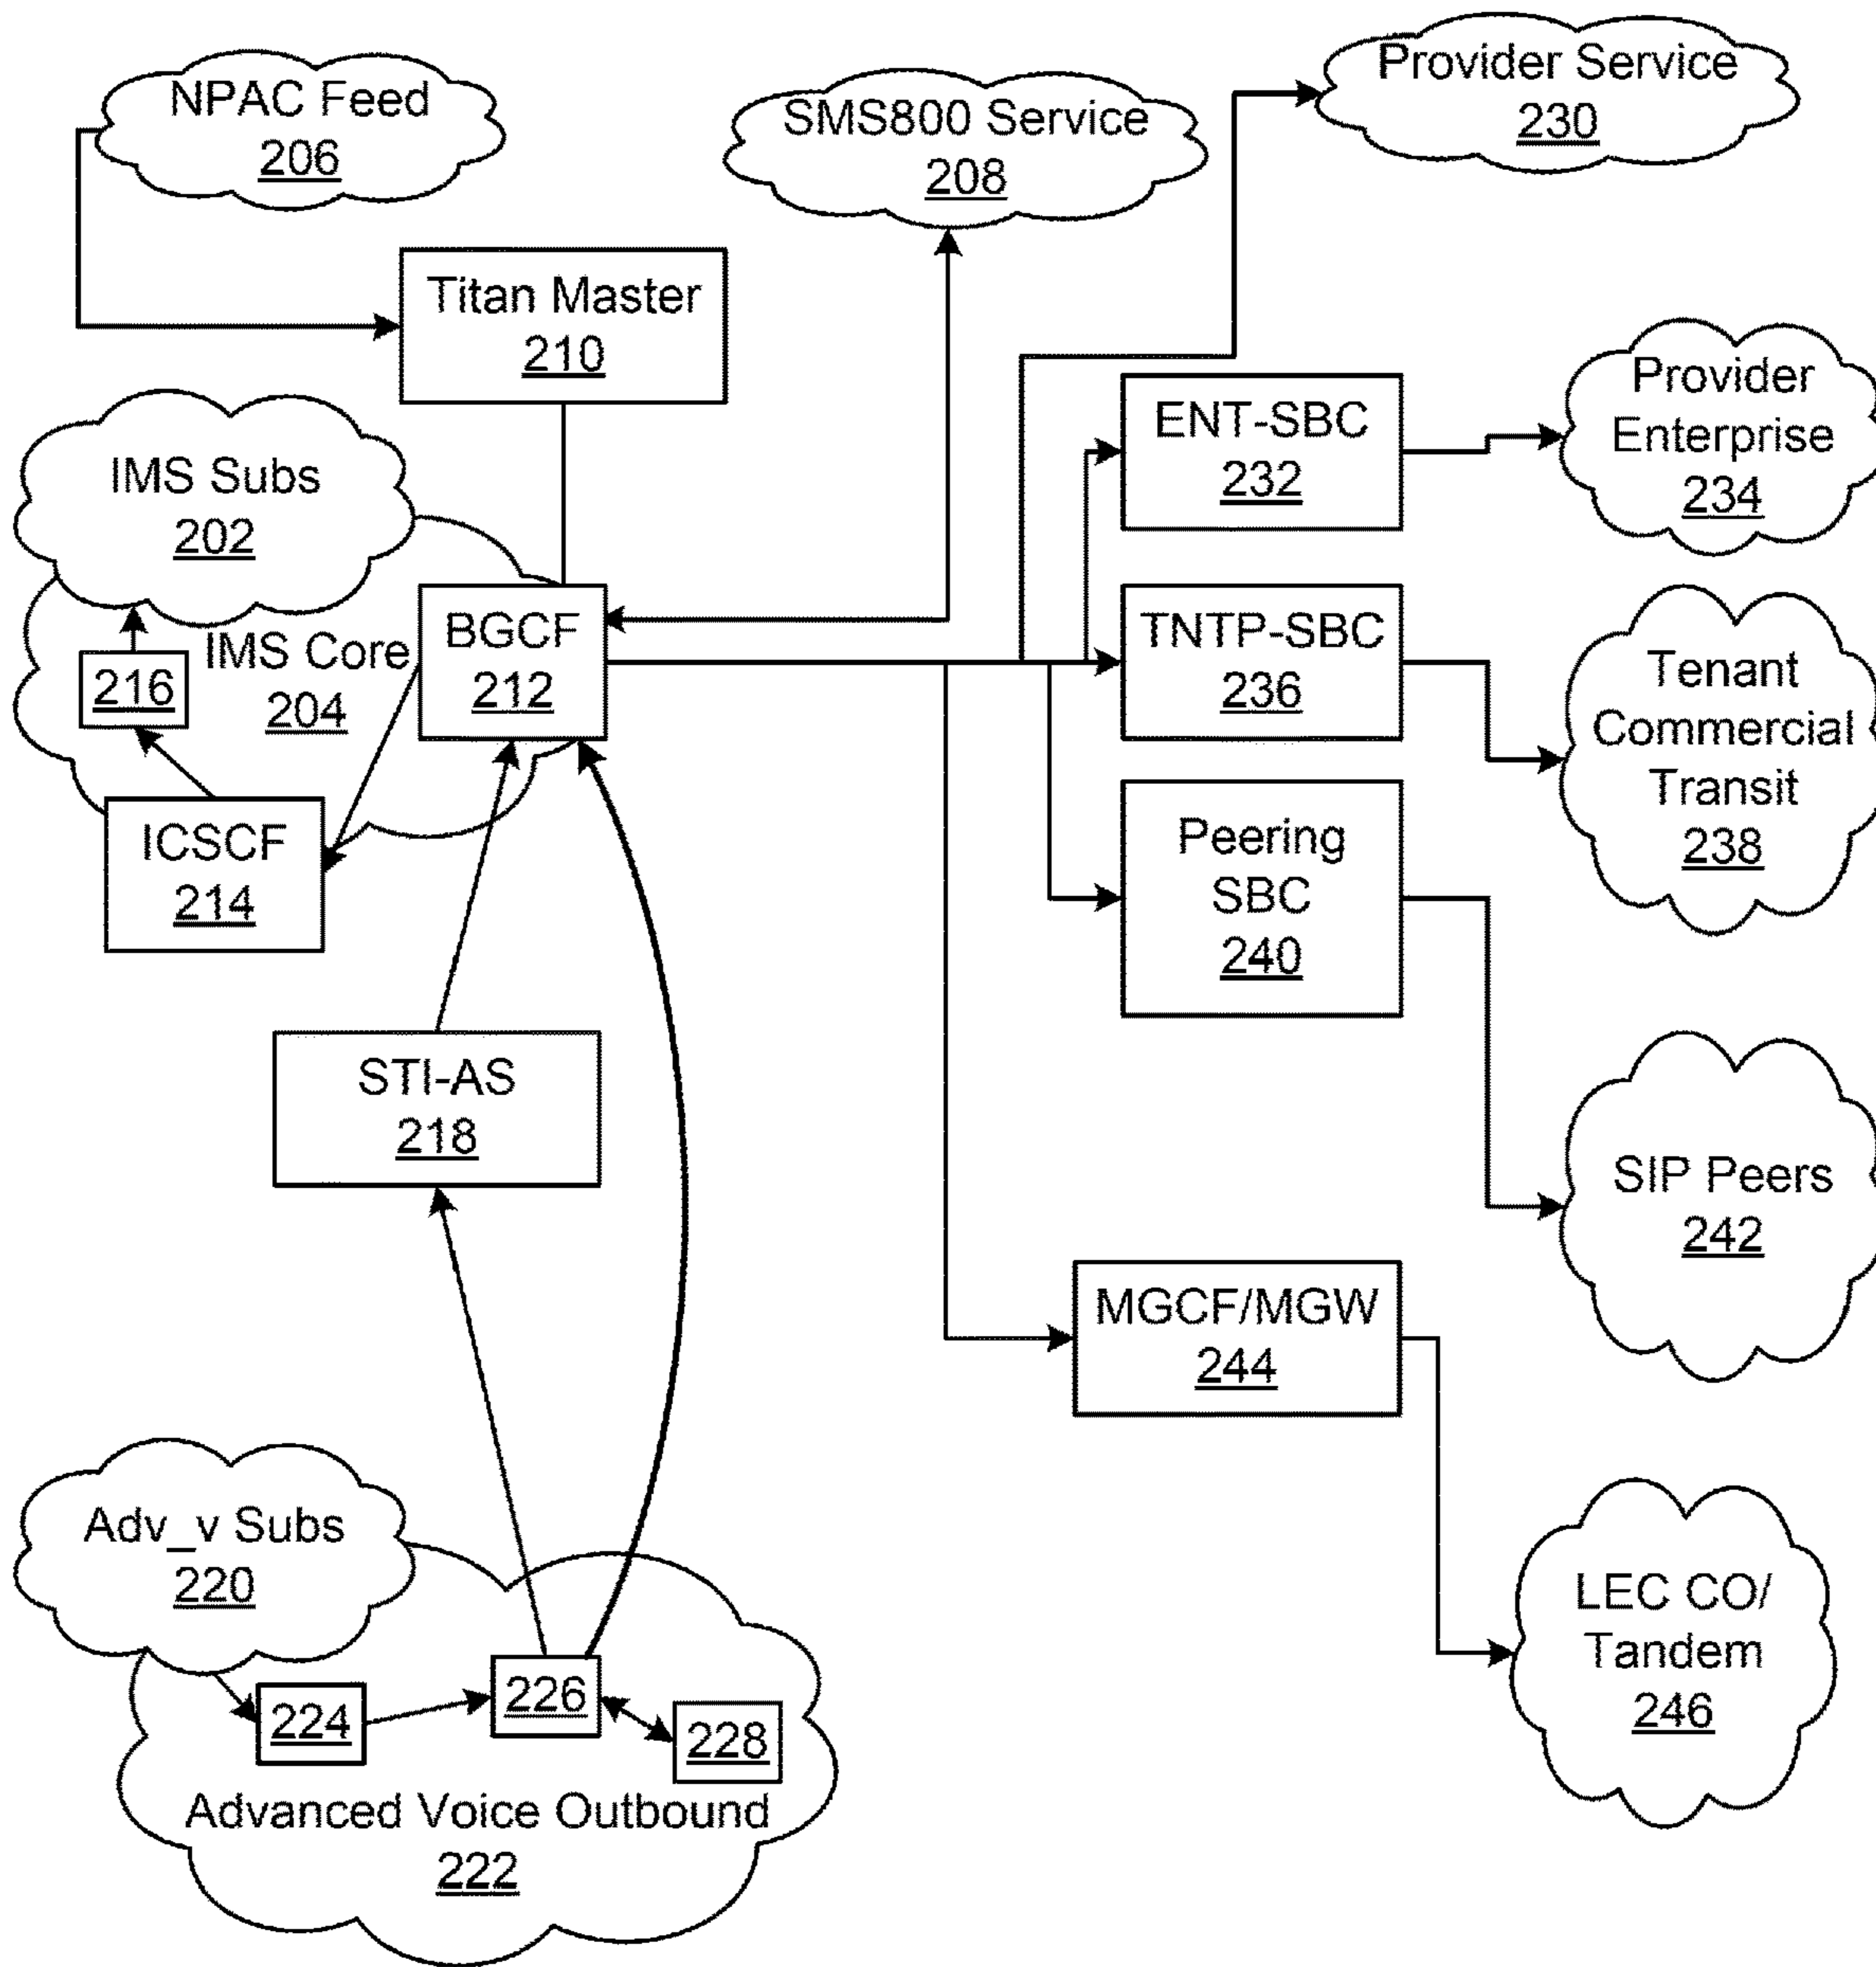 NPAC Feed
206
SMS800 Service
208
Provider Service
230
Titan Master
210
IMS Subs
202
IMS Core
204
216
BGCF
212
ICSCF
214
ENT-SBC
232
Provider
Enterprise
234
TNTP-SBC
236
Tenant
Commercial
Transit
238
Peering
SBC
240
SIP Peers
242
STI-AS
218
MGCF/MGW
244
LEC CO/
Tandem
246
Adv_v Subs
220
224
226
228
Advanced Voice Outbound
222